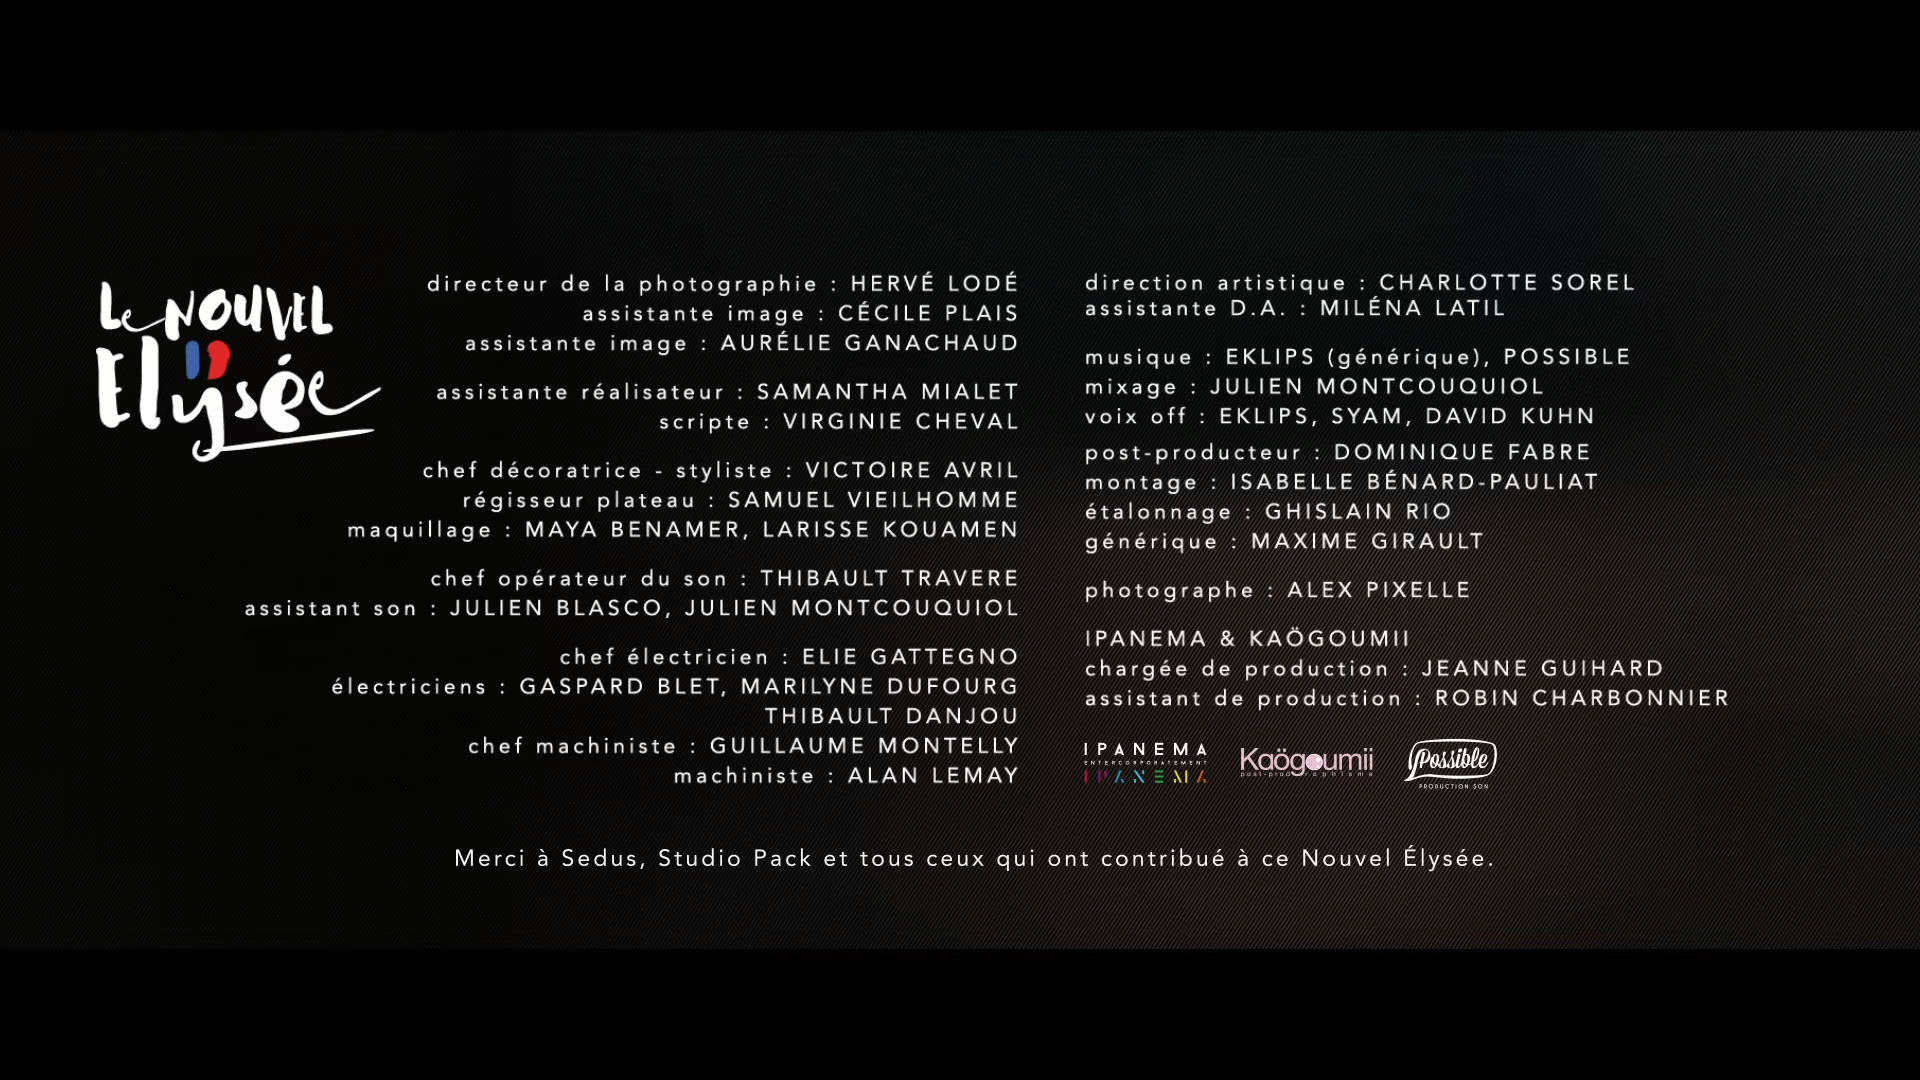 Le NOUVEL
Elysée
directeur de la photographie : HERVÉ LODÉ
assistante image : CÉCILE PLAIS
assistante image : AURÉLIE GANACHAUD
assistante réalisateur : SAMANTHA MIALET
scripte : VIRGINIE CHEVAL
chef décoratrice - styliste : VICTOIRE AVRIL
régisseur plateau : SAMUEL VIEILHOMME
maquillage : MAYA BENAMER, LARISSE KOUAMEN
chef opérateur du son : THIBAULT TRAVERE
assistant son : JULIEN BLASCO, JULIEN MONTCOUQUIOL
chef électricien : ELIE GATTEGNO
électriciens : GASPARD BLET, MARILYNE DUFOURG
THIBAULT DANJOU
chef machiniste : GUILLAUME MONTELLY
machiniste : ALAN LEMAY
direction artistique : CHARLOTTE SOREL
assistante D.A. : MILÉNA LATIL
musique : EKLIPS (générique), POSSIBLE
mixage : JULIEN MONTCOUQUIOL
voix off : EKLIPS, SYAM, DAVID KUHN
post-producteur : DOMINIQUE FABRE
montage : ISABELLE BÉNARD-PAULIAT
étalonnage : GHISLAIN RIO
générique : MAXIME GIRAULT
photographe : ALEX PIXELLE
IPANEMA & KAÖGOUMII
chargée de production : JEANNE GUIHARD
assistant de production : ROBIN CHARBONNIER
IPANEMA
ENTERCORPORATEMENT
IPANEMA
Kaögoumii
Possible
PRODUCTION SON
Merci à Sedus, Studio Pack et tous ceux qui ont contribué à ce Nouvel Élysée.